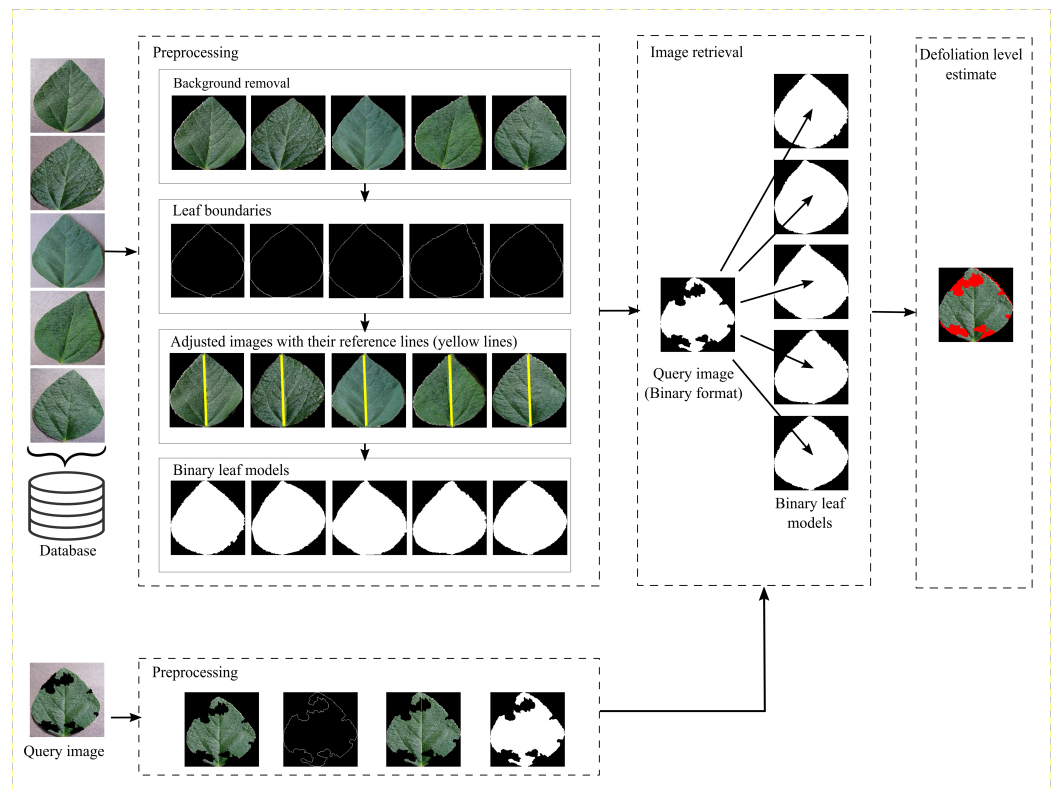 Preprocessing
Background removal
Leaf boundaries
Adjusted images with their reference lines (yellow lines)
Binary leaf models
Database
Image retrieval
Query image
(Binary format)
Binary leaf
models
Defoliation level
estimate
Query image
Preprocessing